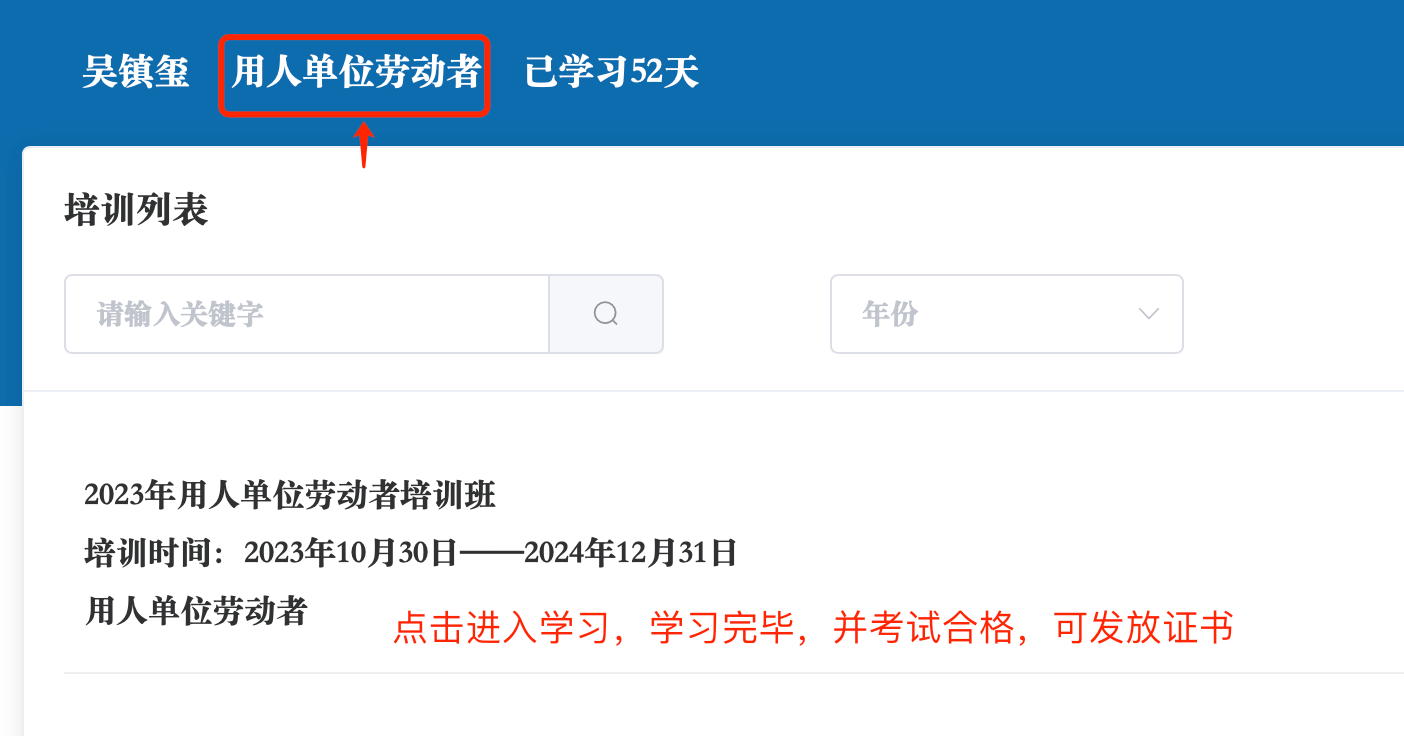 吴镇玺 用人单位劳动者 已学习52天
培训列表
请输入关键字 年份
2023年用人单位劳动者培训班
培训时间：2023年10月30日——2024年12月31日
用人单位劳动者
点击进入学习，学习完毕，并考试合格，可发放证书